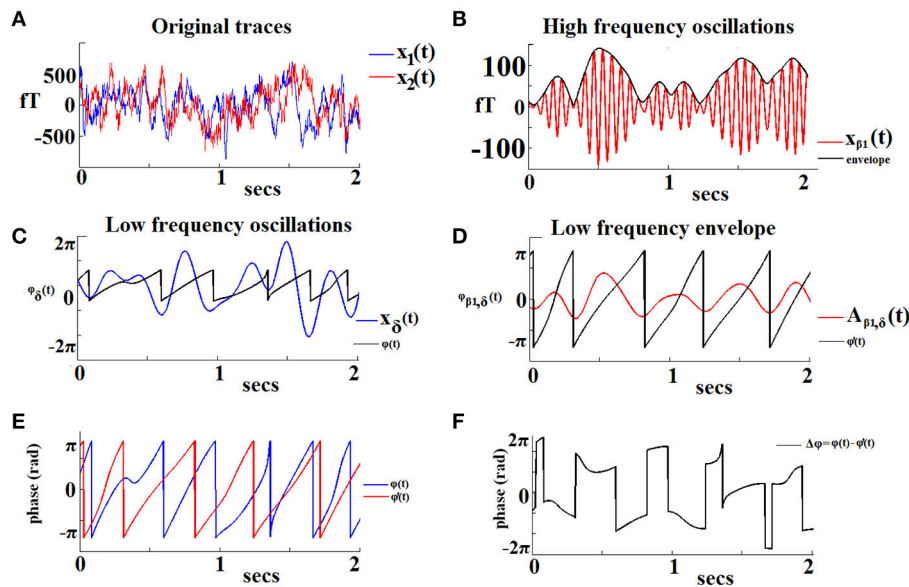 A
Original traces
500
0
-500
fT
x1(t)
x2(t)
0
1
2
secs
B
High frequency oscillations
100
0
-100
fT
xβ1(t)
envelope
0
1
2
secs
C
Low frequency oscillations
2π
0
-2π
φδ(t)
xδ(t)
φ(t)
0
1
2
secs
D
Low frequency envelope
π
0
-π
φβ1,δ(t)
Aβ1,δ(t)
φ'(t)
0
1
2
secs
E
π
0
-π
phase (rad)
φ(t)
φ'(t)
0
1
2
secs
F
2π
0
-2π
phase (rad)
Δφ=φ(t)-φ'(t)
0
1
2
secs